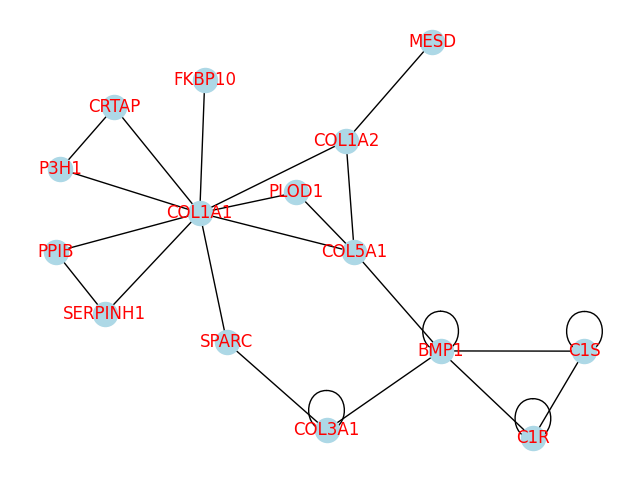 MESD
FKBP10
CRTAP
COL1A2
P3H1
PLOD1
COL1A1
PPIB
COL5A1
SERPINH1
SPARC
BMP1
C1S
COL3A1
C1R